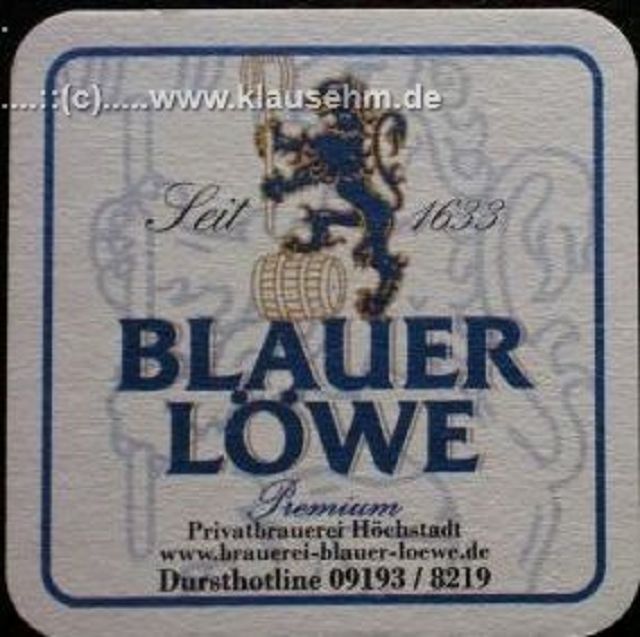 .....::(c).....www.klausehm.de
Seit 1633
BLAUER
LÖWE
Premium
Privatbrauerei Höchstadt
www.brauerei-blauer-loewe.de
Dursthotline 09193 / 8219